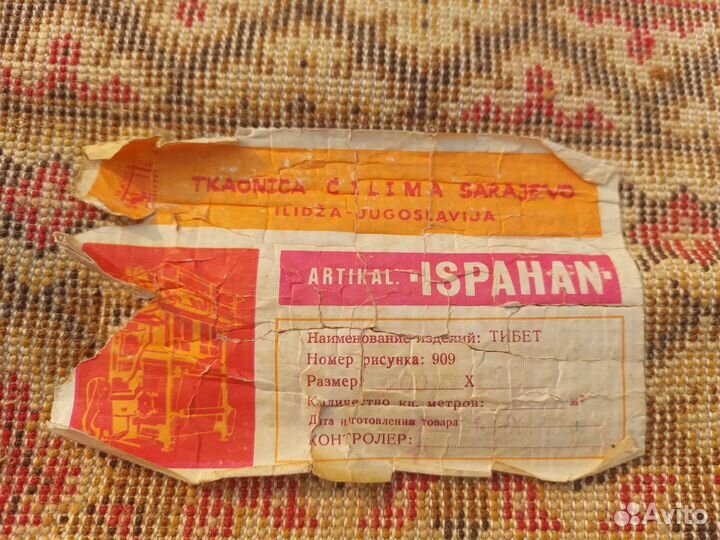 TKAONICA ĆILIMA SARAJEVO
ILIDŽA-JUGOSLAVIJA
ARTIKAL. •ISPAHAN•
Наименование изделий: ТИБЕТ
Номер рисунка: 909
Размер: X
Количество кв. метров: м²
Дата изготовления товара
КОНТРОЛЕР:
Avito